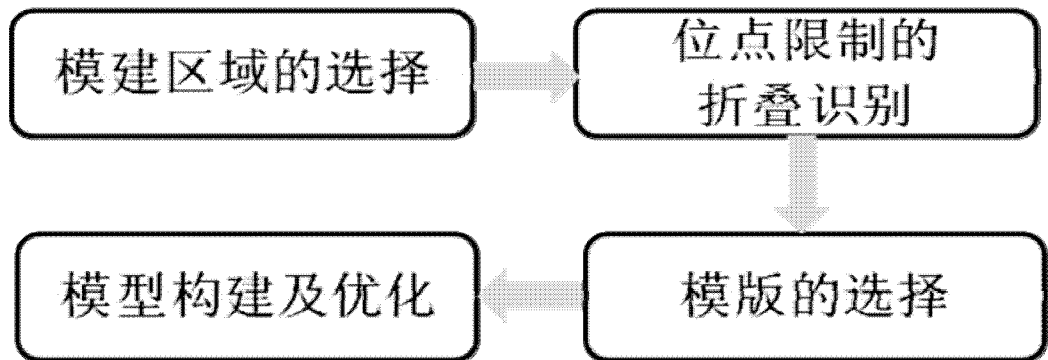 模建区域的选择
位点限制的
折叠识别
模版的选择
模型构建及优化